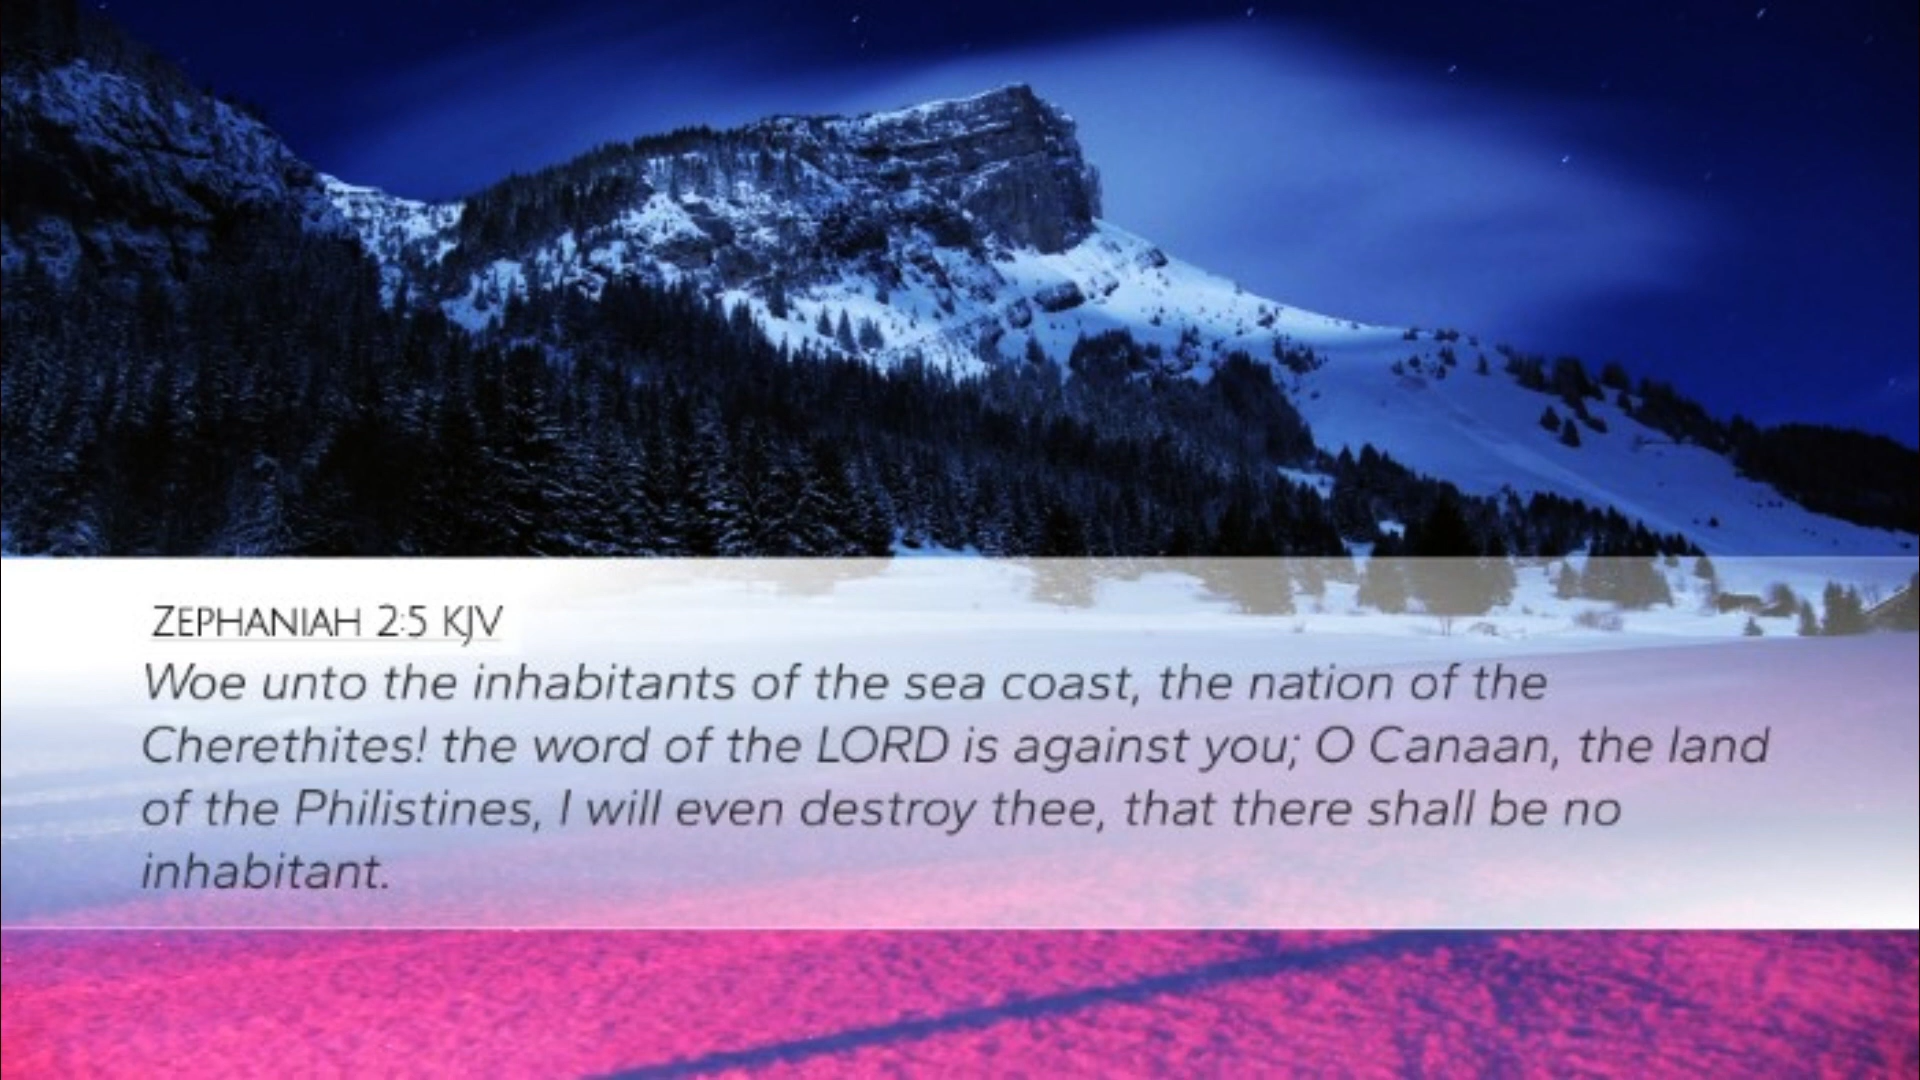 ZEPHANIAH 2:5 KJV
Woe unto the inhabitants of the sea coast, the nation of the
Cherethites! the word of the LORD is against you; O Canaan, the land
of the Philistines, I will even destroy thee, that there shall be no
inhabitant.